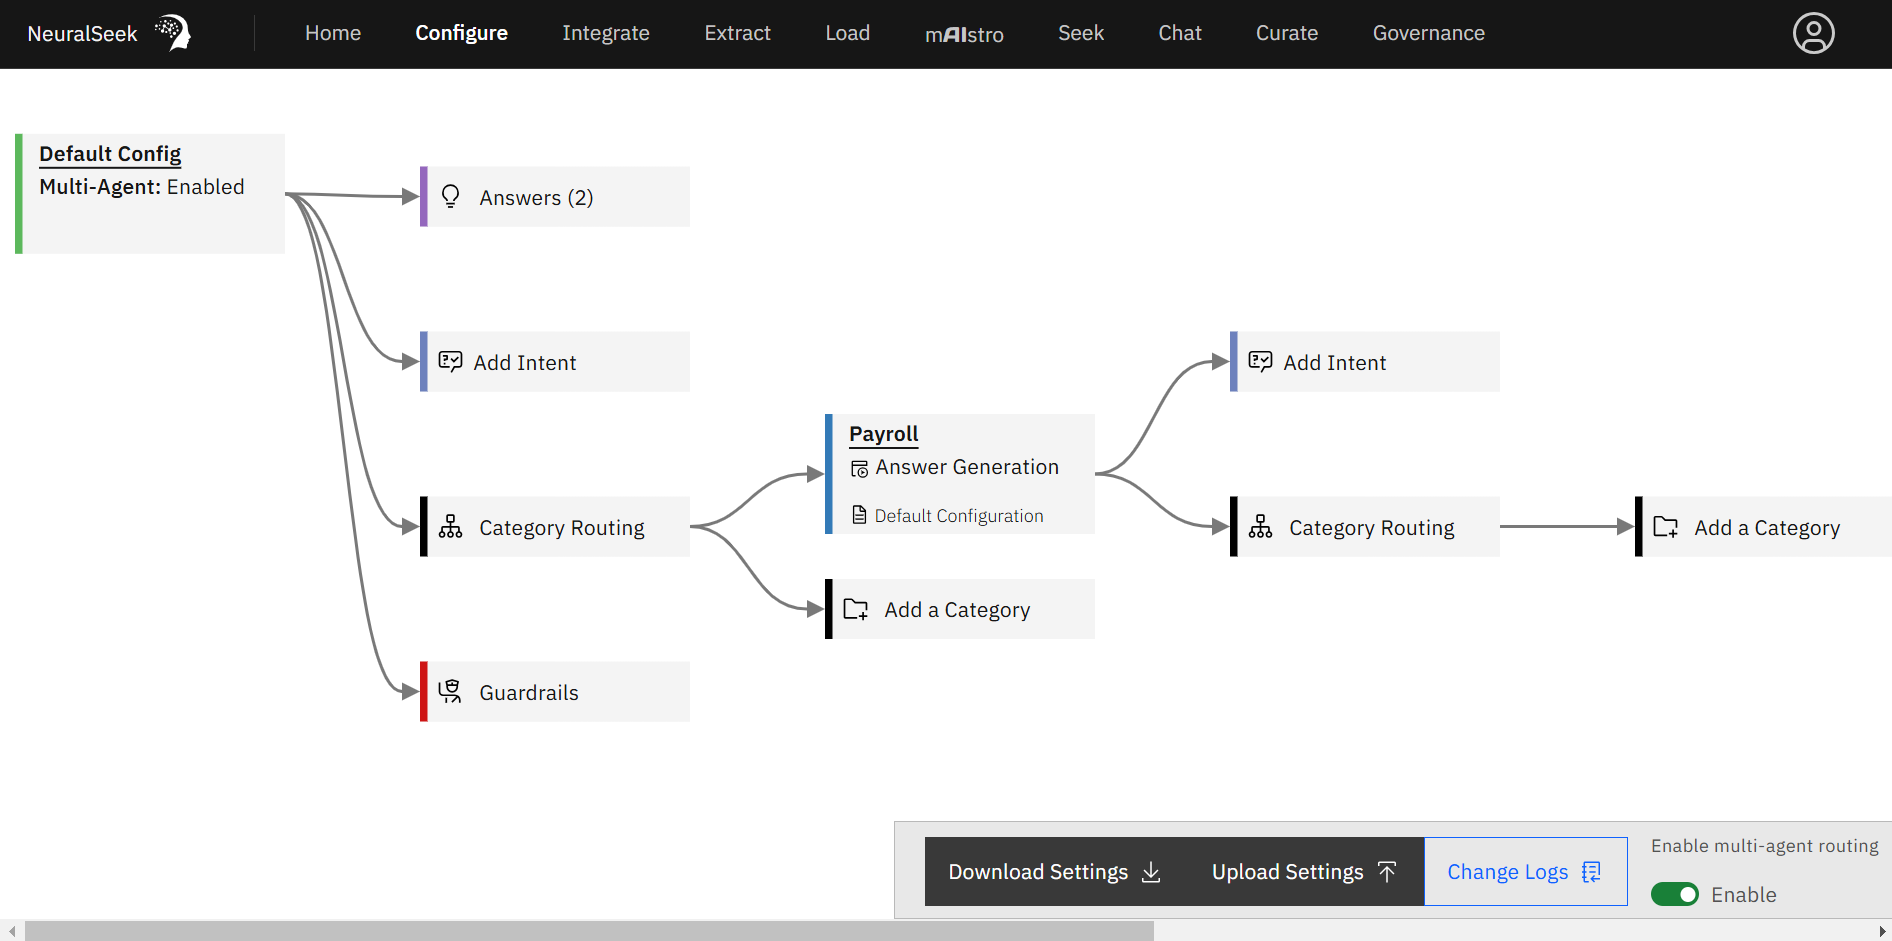 NeuralSeek
Home
Configure
Integrate
Extract
Load
mAIstro
Seek
Chat
Curate
Governance
Default Config
Multi-Agent: Enabled
Answers (2)
Add Intent
Add Intent
Payroll
Answer Generation
Default Configuration
Category Routing
Category Routing
Add a Category
Add a Category
Guardrails
Download Settings
Upload Settings
Change Logs
Enable multi-agent routing
Enable